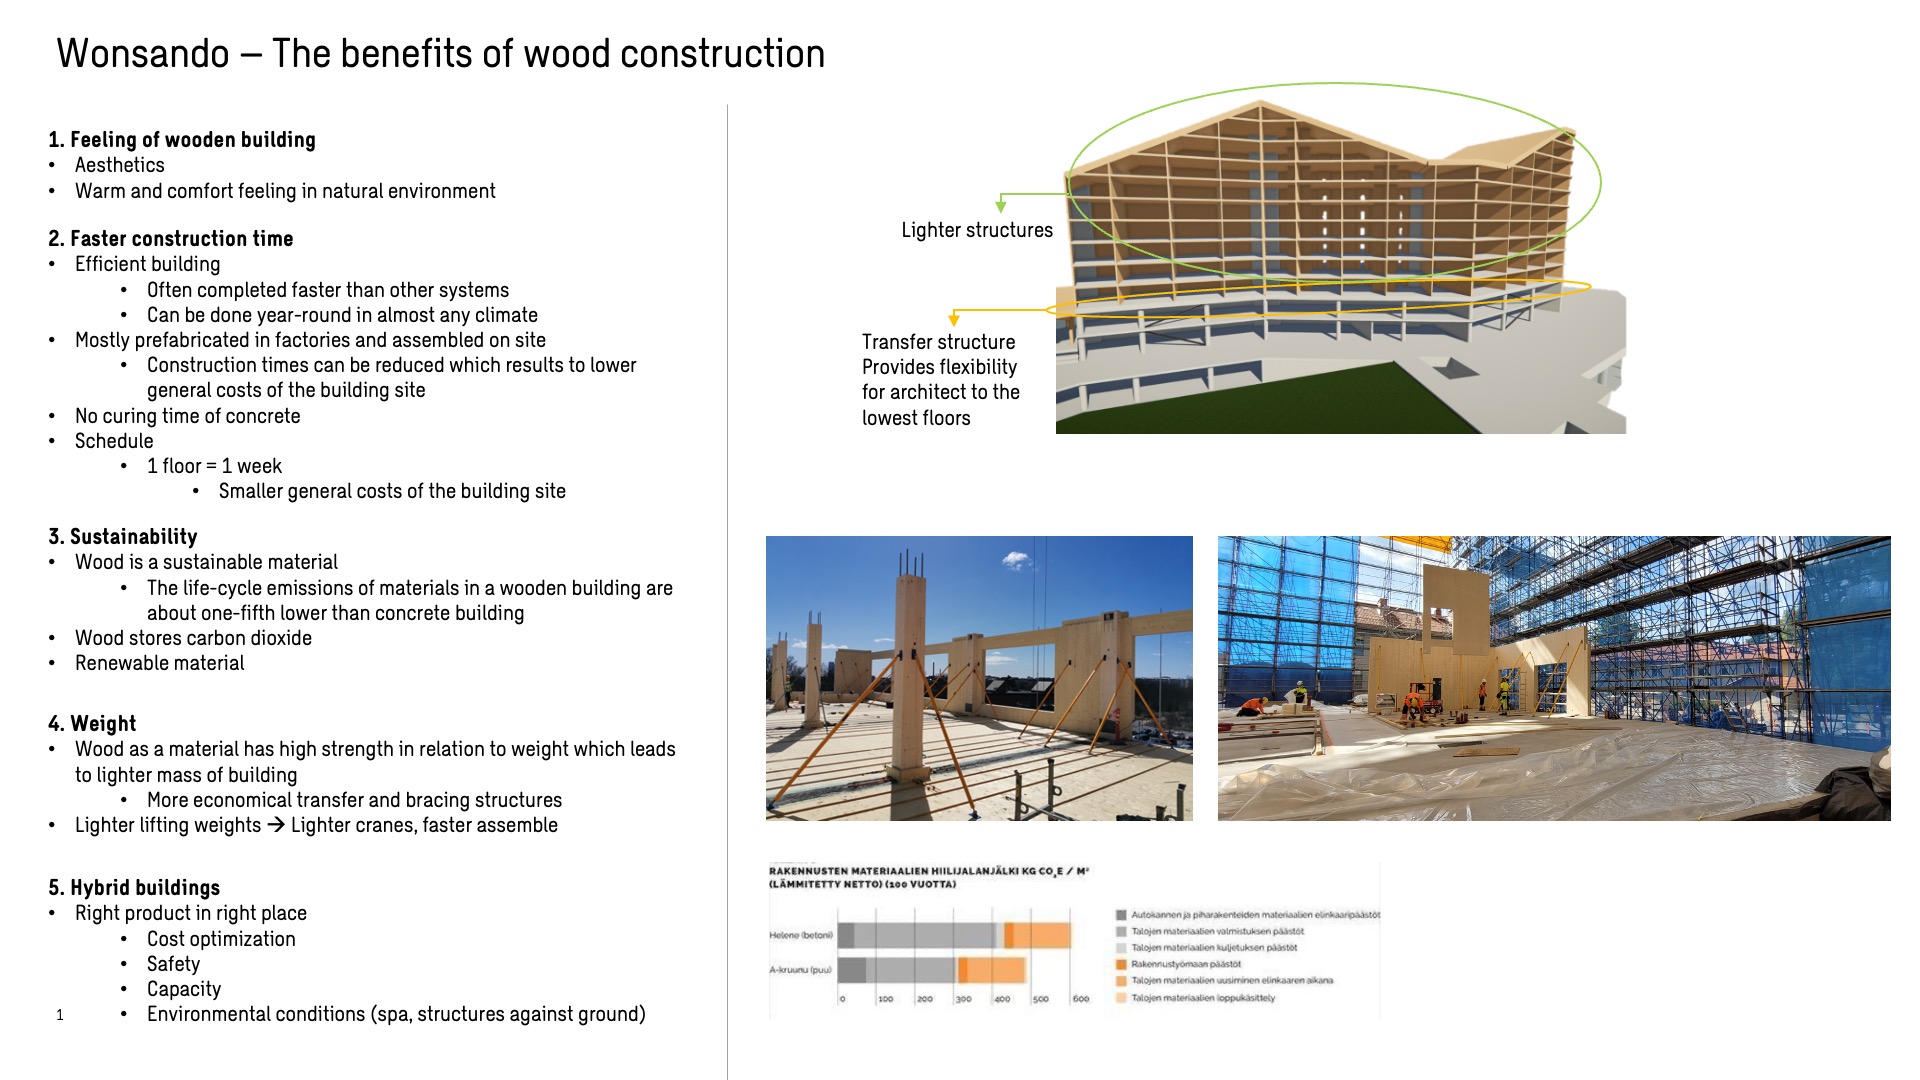 Wonsando – The benefits of wood construction
1. Feeling of wooden building
• Aesthetics
• Warm and comfort feeling in natural environment
2. Faster construction time
• Efficient building
• Often completed faster than other systems
• Can be done year-round in almost any climate
• Mostly prefabricated in factories and assembled on site
• Construction times can be reduced which results to lower
general costs of the building site
• No curing time of concrete
• Schedule
• 1 floor = 1 week
• Smaller general costs of the building site
3. Sustainability
• Wood is a sustainable material
• The life-cycle emissions of materials in a wooden building are
about one-fifth lower than concrete building
• Wood stores carbon dioxide
• Renewable material
4. Weight
• Wood as a material has high strength in relation to weight which leads
to lighter mass of building
• More economical transfer and bracing structures
• Lighter lifting weights → Lighter cranes, faster assemble
5. Hybrid buildings
• Right product in right place
• Cost optimization
• Safety
• Capacity
• Environmental conditions (spa, structures against ground)
1
Lighter structures
Transfer structure
Provides flexibility
for architect to the
lowest floors
RAKENNUSTEN MATERIAALIEN HIILIJALANJÄLKI KG CO₂E / M²
(LÄMMITETTY NETTO) (100 VUOTTA)
Helene (betoni)
A-kruunu (puu)
0 100 200 300 400 500 600
Autokannen ja piharakenteiden materiaalien elinkaaripäästöt
Talojen materiaalien valmistuksen päästöt
Talojen materiaalien kuljetuksen päästöt
Rakennustyömaan päästöt
Talojen materiaalien uusiminen elinkaaren aikana
Talojen materiaalien loppukäsittely